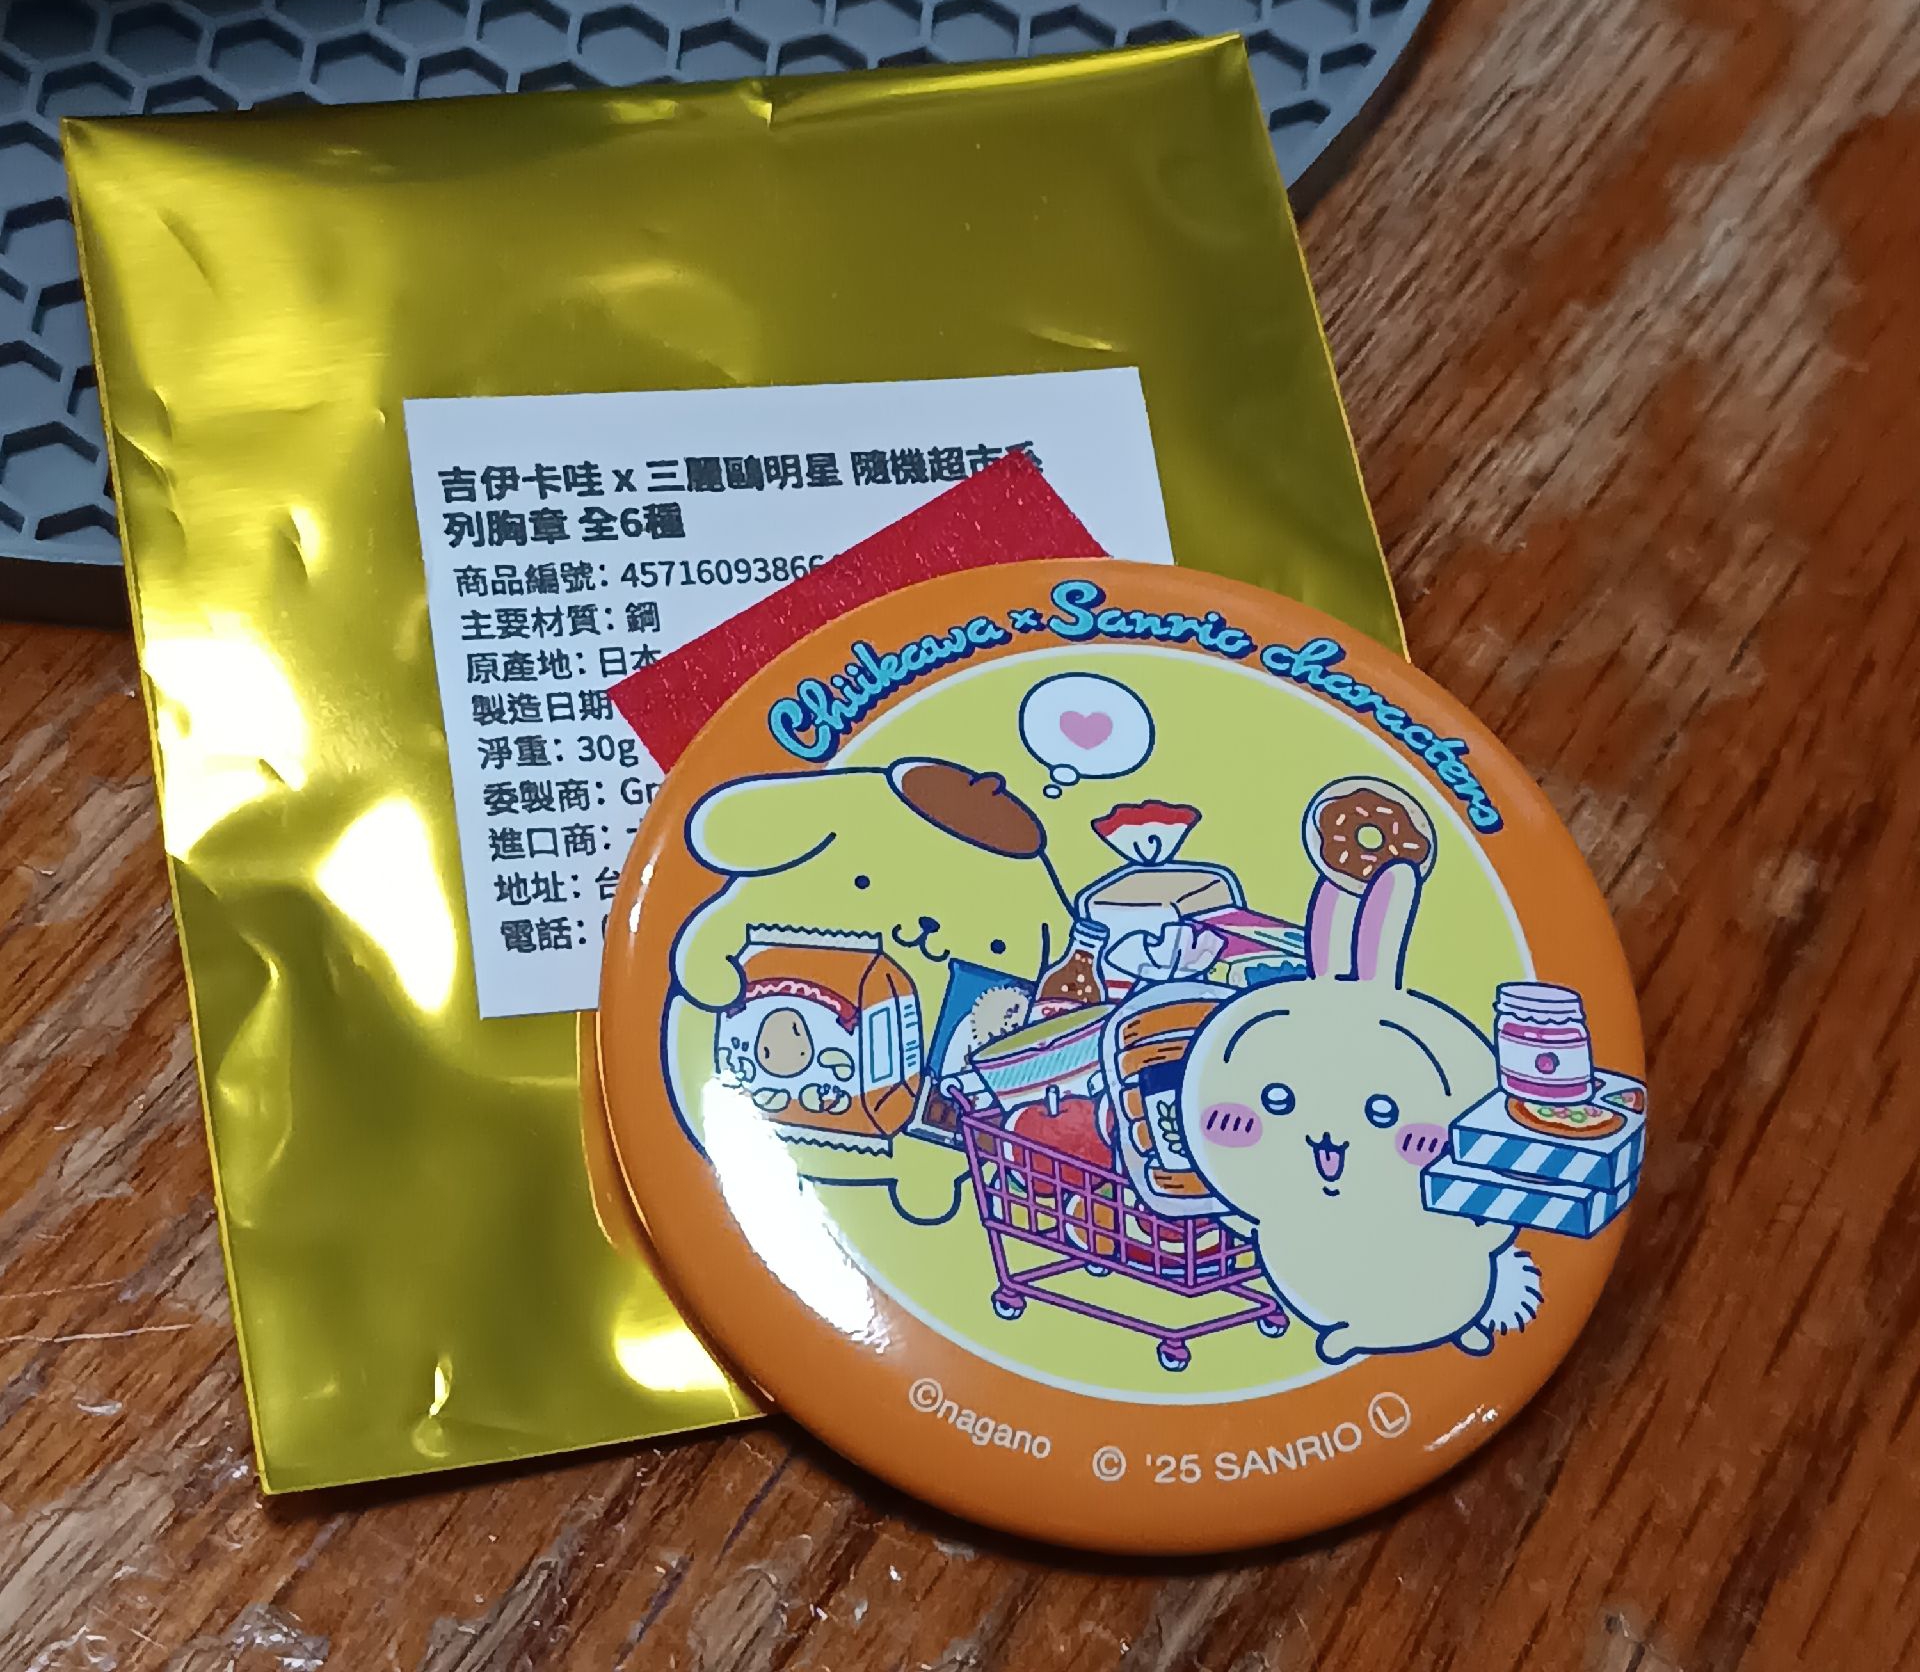 吉伊卡哇 x 三麗鷗明星 隨機超市系
列胸章 全6種
商品編號：45716093866
主要材質：鋼
原產地：日本
製造日期
淨重：30g
委製商：Gr
進口商：
地址：台
電話：
Chiikawa x Sanrio characters
©nagano © '25 SANRIO Ⓛ